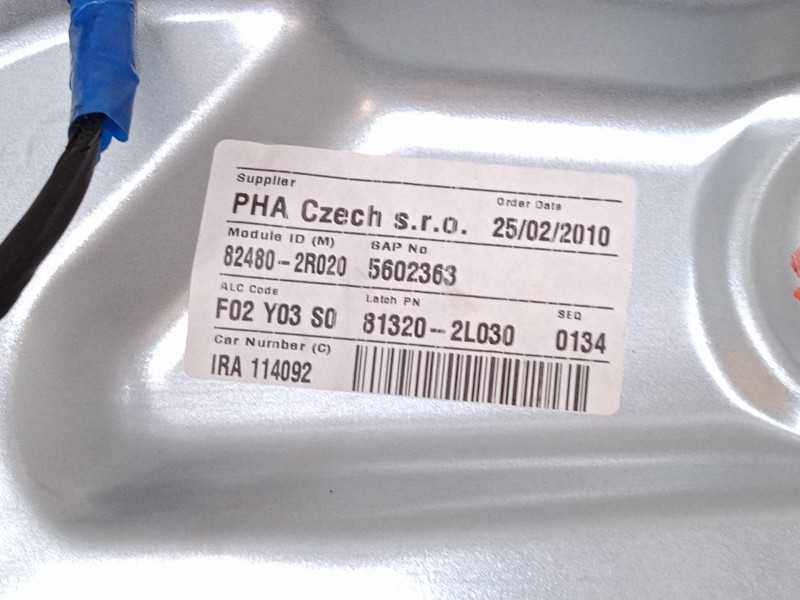 Supplier Order Date
PHA Czech s.r.o. 25/02/2010
Module ID (M) SAP No
82480-2R020 5602363
ALC Code Latch PN SEQ
F02 Y03 S0 81320-2L030 0134
Car Number (C)
IRA 114092